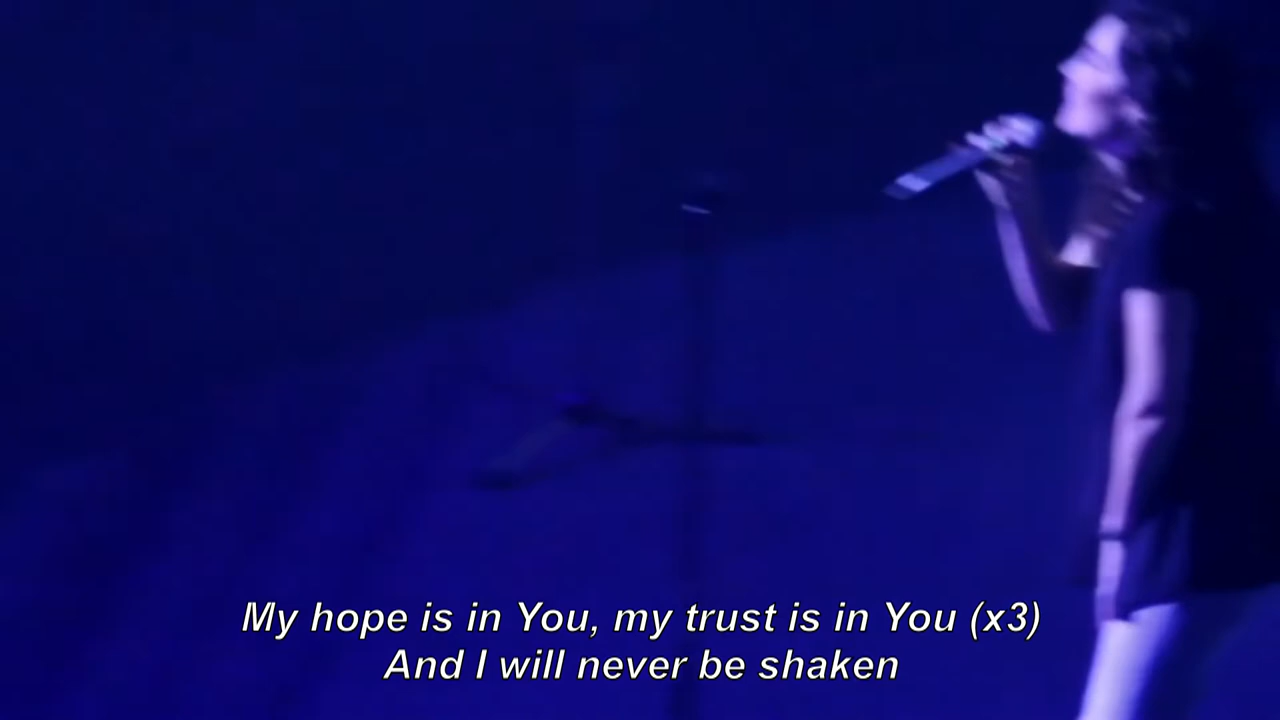 My hope is in You, my trust is in You (x3)
And I will never be shaken